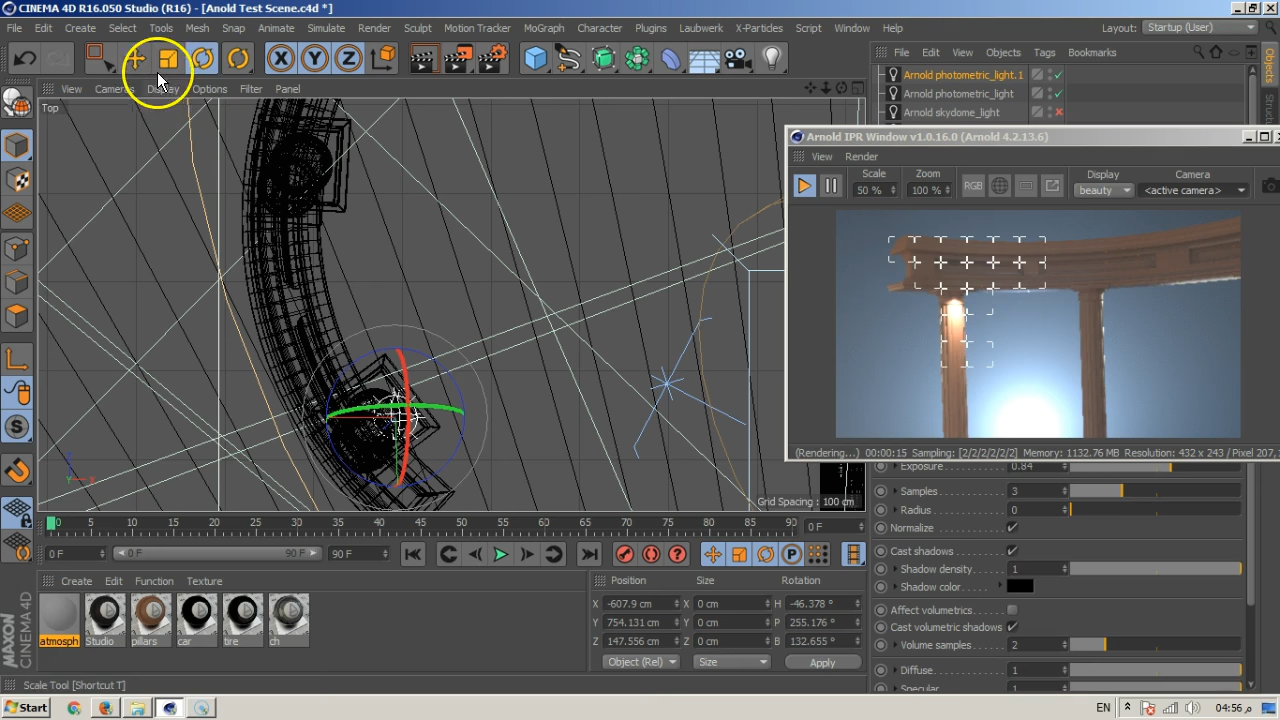 CINEMA 4D R16.050 Studio (R16) - [Anold Test Scene.c4d *]
File Edit Create Select Tools Mesh Snap Animate Simulate Render Sculpt Motion Tracker MoGraph Character Plugins Laubwerk X-Particles Script Window Help Layout: Startup (User)
X Y Z
File Edit View Objects Tags Bookmarks
Arnold photometric_light.1
Arnold photometric_light
Arnold skydome_light
Objects
View Cameras Display Options Filter Panel
Top
Grid Spacing : 100 cm
Arnold IPR Window v1.0.16.0 (Arnold 4.2.13.6)
View Render
Scale Zoom Display Camera
50 % 100 % RGB beauty <active camera>
(Rendering...) 00:00:15 Sampling: [2/2/2/2/2/2] Memory: 1132.76 MB Resolution: 432 x 243 / Pixel 207,
Exposure 0.84
Samples 3
Radius 0
Normalize
Cast shadows
Shadow density 1
Shadow color
Affect volumetrics
Cast volumetric shadows
Volume samples 2
Diffuse 1
Specular 1
0 5 10 15 20 25 30 35 40 45 50 55 60 65 70 75 80 85 90 0 F
0 F 0 F 90 F 90 F
Create Edit Function Texture
atmosph Studio pillars car tire ch
Position Size Rotation
X -607.9 cm X 0 cm H -46.378 °
Y 754.131 cm Y 0 cm P 255.176 °
Z 147.556 cm Z 0 cm B 132.655 °
Object (Rel) Size Apply
MAXON CINEMA 4D
Scale Tool [Shortcut T]
Start EN 04:56 م